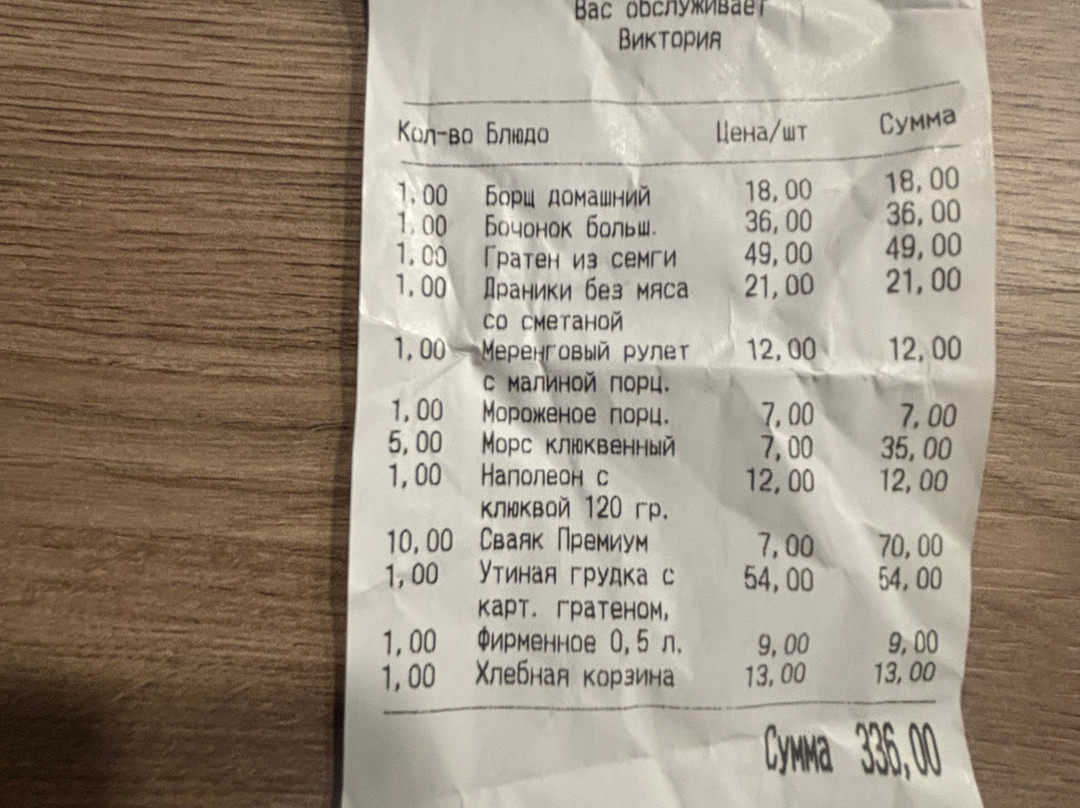 Вас обслуживает
Виктория
Кол-во Блюдо Цена/шт Сумма
1,00 Борщ домашний 18,00 18,00
1,00 Бочонок больш. 36,00 36,00
1,00 Гратен из семги 49,00 49,00
1,00 Драники без мяса 21,00 21,00
со сметаной
1,00 Меренговый рулет 12,00 12,00
с малиной порц.
1,00 Мороженое порц. 7,00 7,00
5,00 Морс клюквенный 7,00 35,00
1,00 Наполеон с 12,00 12,00
клюквой 120 гр.
10,00 Сваяк Премиум 7,00 70,00
1,00 Утиная грудка с 54,00 54,00
карт. гратеном,
1,00 Фирменное 0,5 л. 9,00 9,00
1,00 Хлебная корзина 13,00 13,00
Сумма 336,00